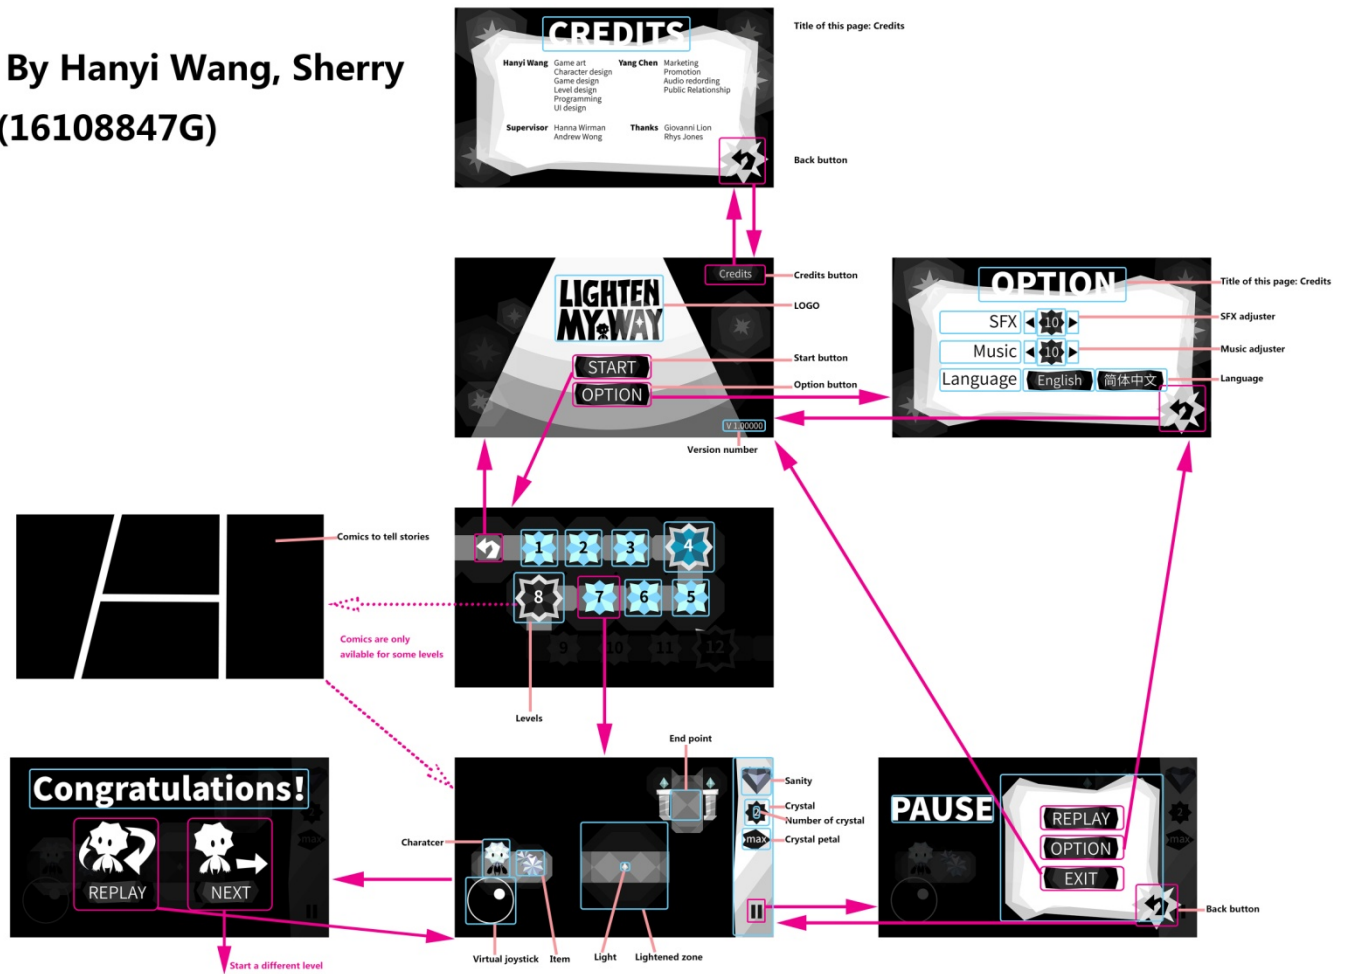 By Hanyi Wang, Sherry
(16108847G)
CREDITS
Hanyi Wang Game art
Character design
Game design
Level design
Programming
UI design
Yang Chen Marketing
Promotion
Audio redording
Public Relationship
Supervisor Hanna Wirman
Andrew Wong
Thanks Giovanni Lion
Rhys Jones
Title of this page: Credits
Back button
Credits
LIGHTEN
MY WAY
START
OPTION
V 1.00000
Credits button
LOGO
Start button
Option button
Version number
OPTION
SFX 10
Music 10
Language English 简体中文
Title of this page: Credits
SFX adjuster
Music adjuster
Language
Comics to tell stories
Comics are only
avilable for some levels
1 2 3 4
8 7 6 5
9 10 11 12
Levels
Congratulations!
REPLAY NEXT
Start a different level
End point
Charatcer
Virtual joystick
Item
Light
Lightened zone
2
max
Sanity
Crystal
Number of crystal
Crystal petal
PAUSE
REPLAY
OPTION
EXIT
2
max
Back button